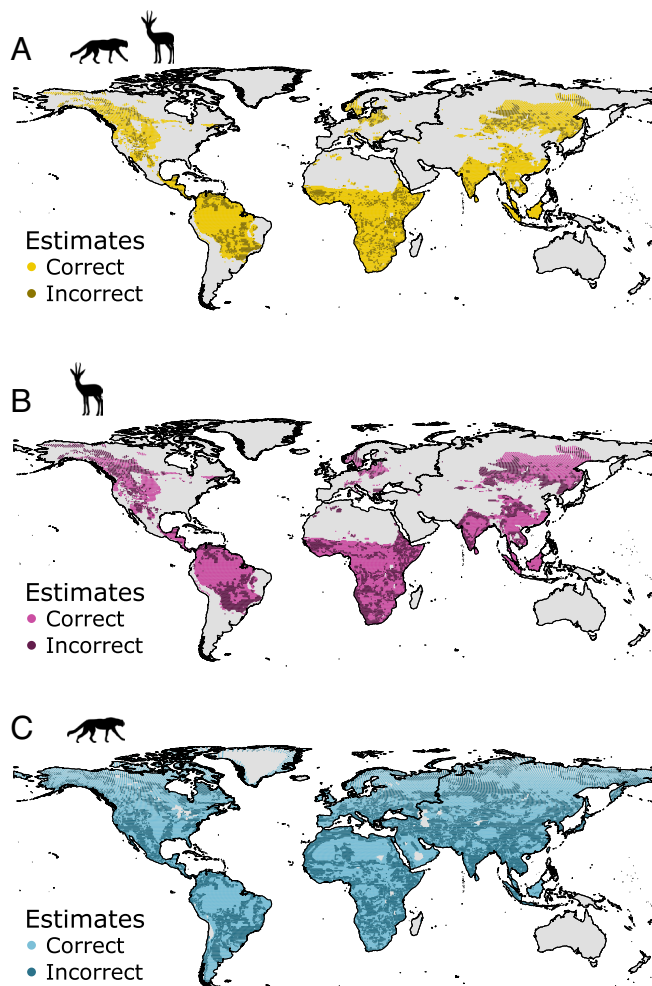 A
Estimates
Correct
Incorrect
B
Estimates
Correct
Incorrect
C
Estimates
Correct
Incorrect